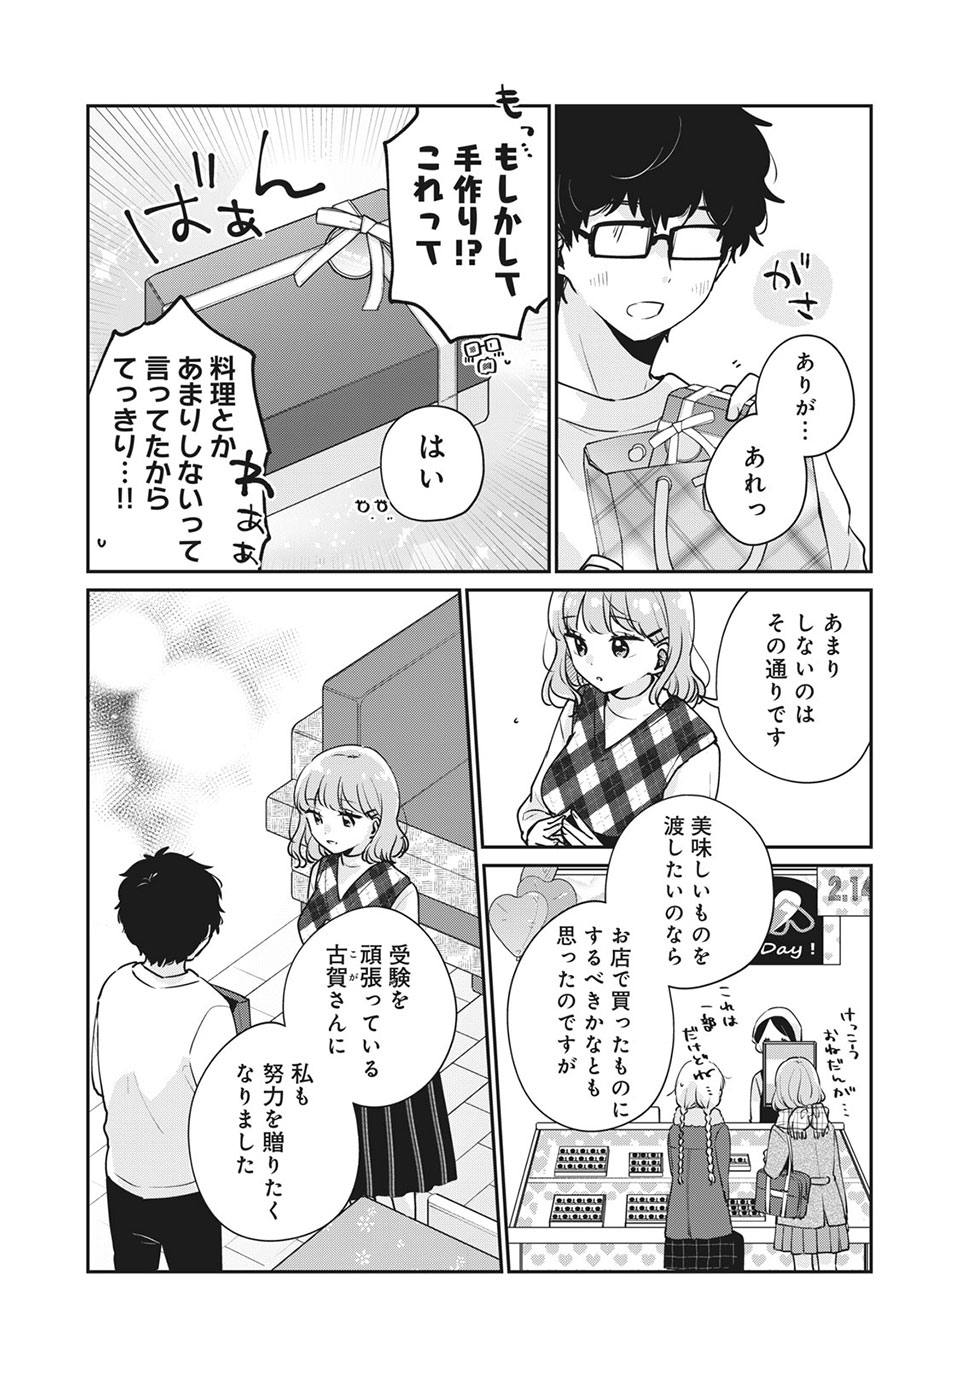 がさ
ありが…
あれっ
もっ
もしかして
手作り!?
これって
ばぁーん
はい
料理とか
あまりしないって
言ってたから
てっきり…!!
わぁぁ
あまり
しないのは
その通りです
美味しいものを
渡したいのなら
お店で買ったものに
するべきかなとも
思ったのですが
2.14
ス
Day!
けっこう
おねだんが…
これは
一部
だけどね…
受験を
頑張っている
古賀さんに
こが
私も
努力を贈りたく
なりました